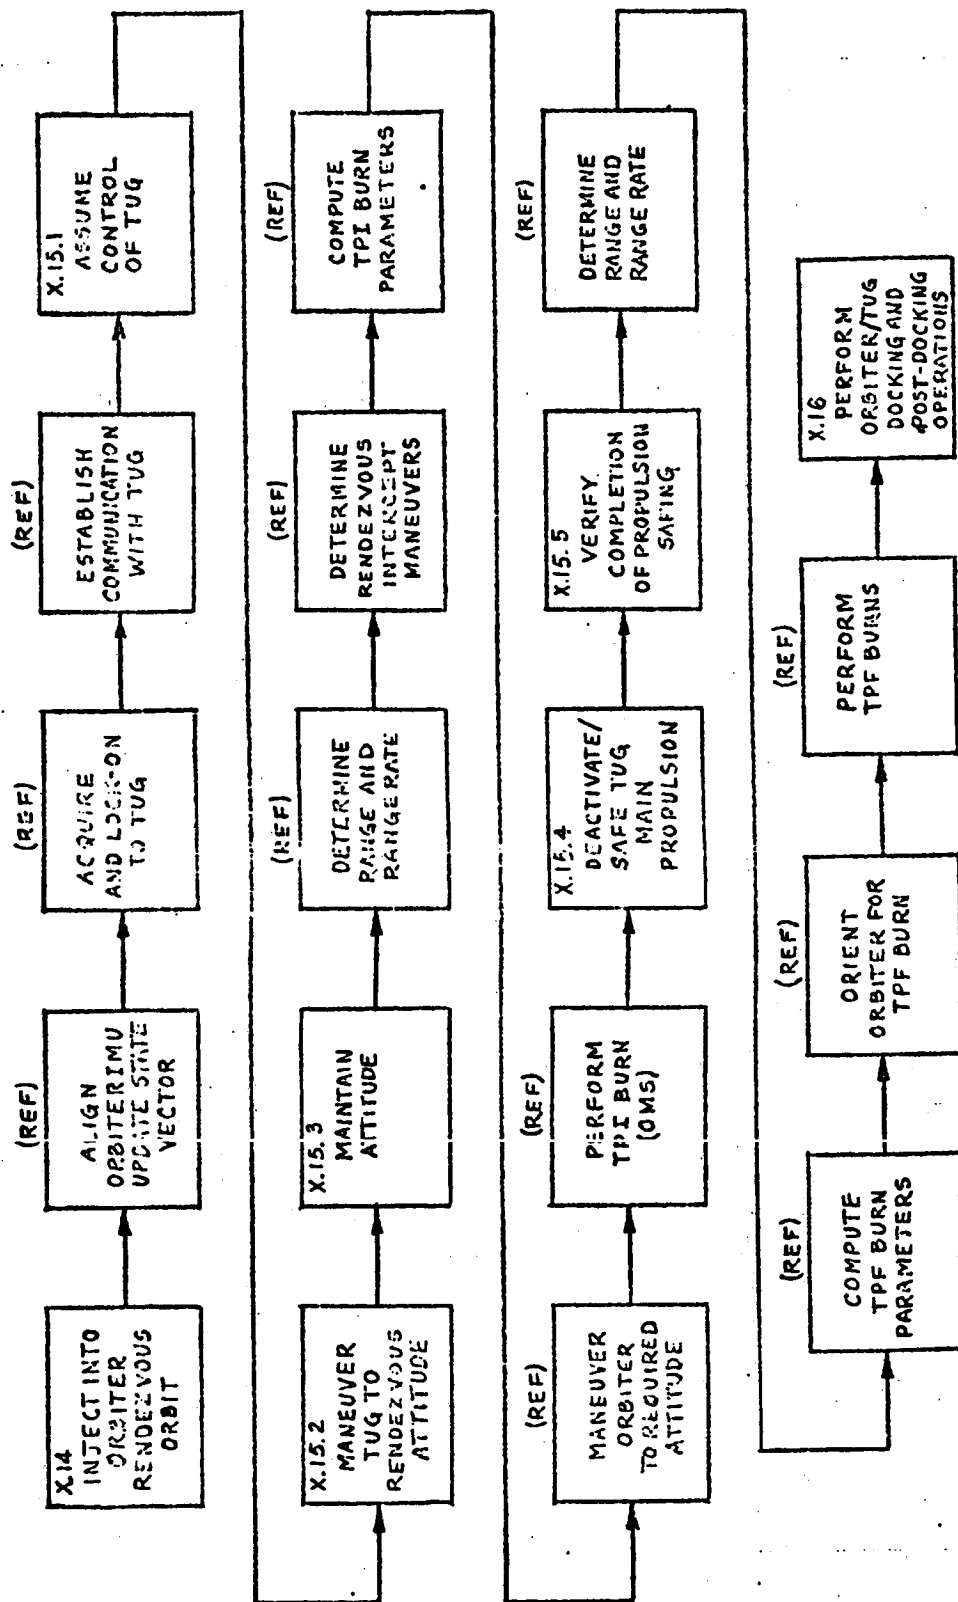 X.14
INJECT INTO
ORBITER
RENDEZVOUS
ORBIT
(REF)
ALIGN
ORBITER IMU
UPDATE STATE
VECTOR
(REF)
ACQUIRE
AND LOCK-ON
TO TUG
(REF)
ESTABLISH
COMMUNICATION
WITH TUG
X.15.1
ASSUME
CONTROL
OF TUG
X.15.2
MANEUVER
TUG TO
RENDEZVOUS
ATTITUDE
X.15.3
MAINTAIN
ATTITUDE
(REF)
DETERMINE
RANGE AND
RANGE RATE
(REF)
DETERMINE
RENDEZVOUS
INTERCEPT
MANEUVERS
(REF)
COMPUTE
TPI BURN
PARAMETERS
(REF)
MANEUVER
ORBITER
TO REQUIRED
ATTITUDE
(REF)
PERFORM
TPI BURN
(OMS)
X.15.4
DEACTIVATE/
SAFE TUG
MAIN
PROPULSION
X.15.5
VERIFY
COMPLETION
OF PROPULSION
SAFING
(REF)
DETERMINE
RANGE AND
RANGE RATE
(REF)
COMPUTE
TPF BURN
PARAMETERS
(REF)
ORIENT
ORBITER FOR
TPF BURN
(REF)
PERFORM
TPF BURNS
X.16
PERFORM
ORBITER/TUG
DOCKING AND
POST-DOCKING
OPERATIONS